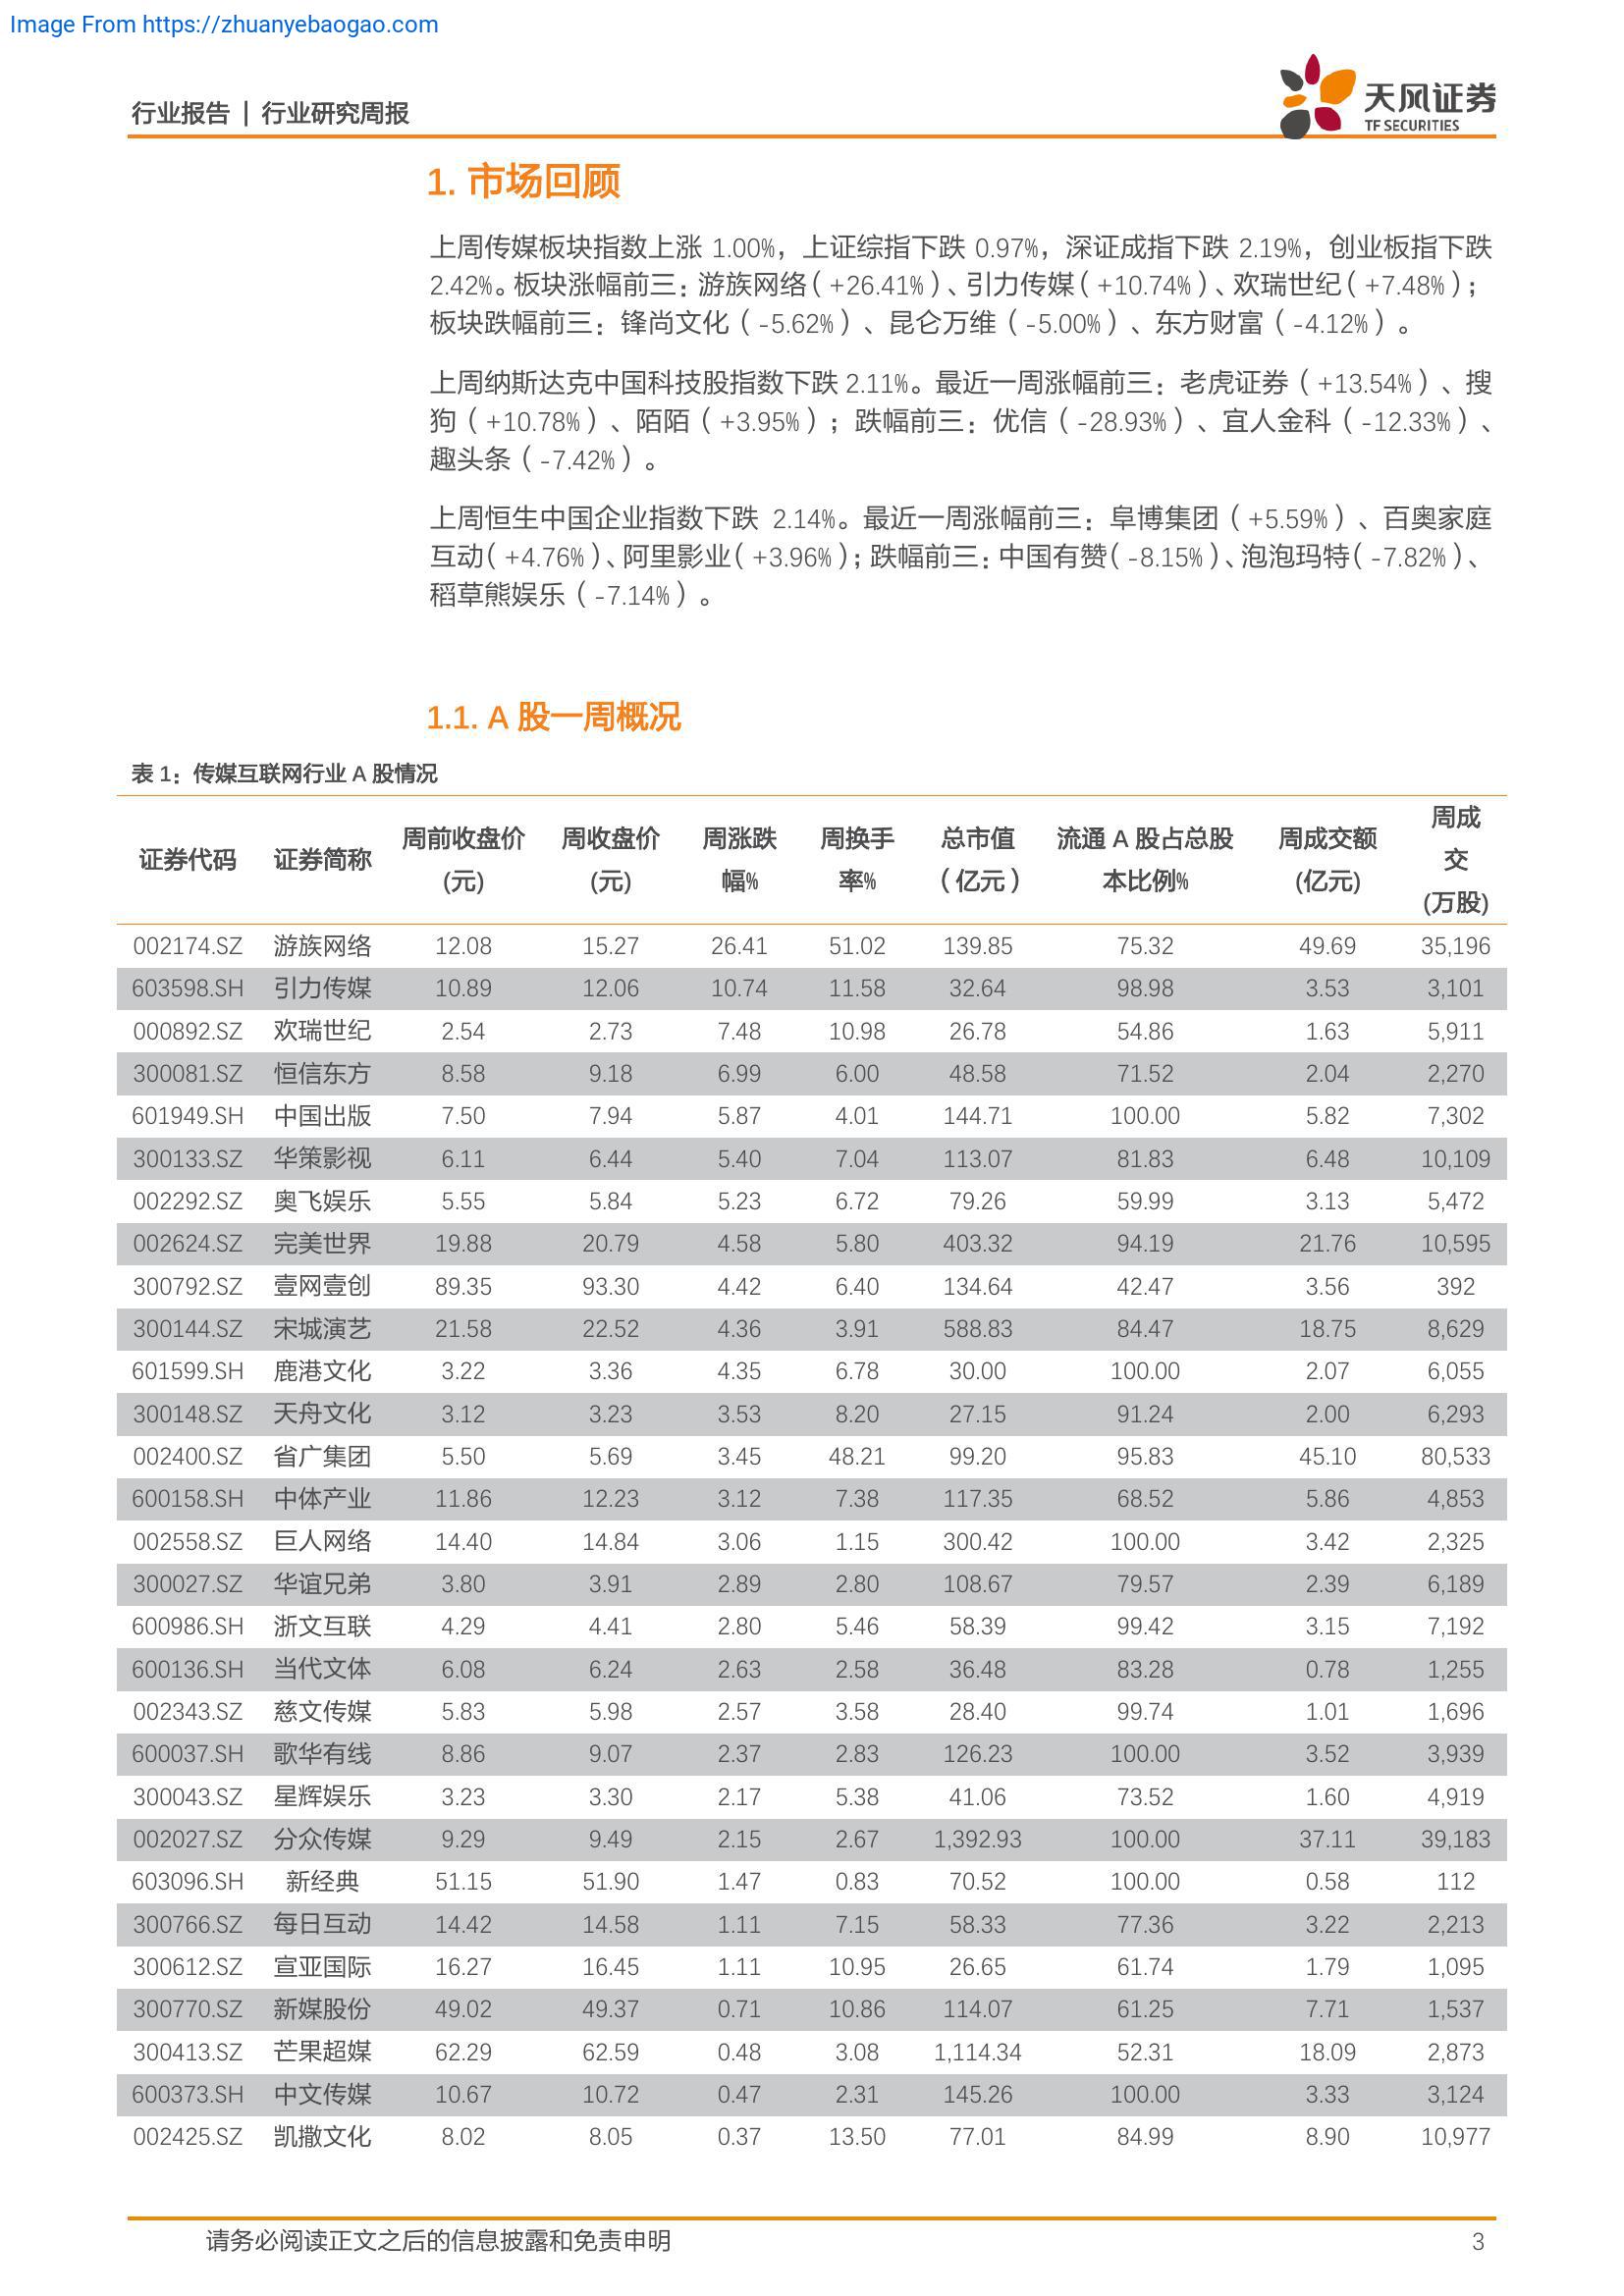 Image From https://zhuanyebaogao.com
行业报告 | 行业研究周报
天风证券
TF SECURITIES
1. 市场回顾
上周传媒板块指数上涨 1.00%，上证综指下跌 0.97%，深证成指下跌 2.19%，创业板指下跌
2.42%。板块涨幅前三：游族网络（+26.41%）、引力传媒（+10.74%）、欢瑞世纪（+7.48%）；
板块跌幅前三：锋尚文化（-5.62%）、昆仑万维（-5.00%）、东方财富（-4.12%）。
上周纳斯达克中国科技股指数下跌 2.11%。最近一周涨幅前三：老虎证券（+13.54%）、搜
狗（+10.78%）、陌陌（+3.95%）；跌幅前三：优信（-28.93%）、宜人金科（-12.33%）、
趣头条（-7.42%）。
上周恒生中国企业指数下跌 2.14%。最近一周涨幅前三：阜博集团（+5.59%）、百奥家庭
互动（+4.76%）、阿里影业（+3.96%）；跌幅前三：中国有赞（-8.15%）、泡泡玛特（-7.82%）、
稻草熊娱乐（-7.14%）。
1.1. A 股一周概况
表 1：传媒互联网行业 A 股情况
证券代码 证券简称 周前收盘价(元) 周收盘价(元) 周涨跌幅% 周换手率% 总市值（亿元） 流通 A 股占总股本比例% 周成交额(亿元) 周成交(万股)
002174.SZ 游族网络 12.08 15.27 26.41 51.02 139.85 75.32 49.69 35,196
603598.SH 引力传媒 10.89 12.06 10.74 11.58 32.64 98.98 3.53 3,101
000892.SZ 欢瑞世纪 2.54 2.73 7.48 10.98 26.78 54.86 1.63 5,911
300081.SZ 恒信东方 8.58 9.18 6.99 6.00 48.58 71.52 2.04 2,270
601949.SH 中国出版 7.50 7.94 5.87 4.01 144.71 100.00 5.82 7,302
300133.SZ 华策影视 6.11 6.44 5.40 7.04 113.07 81.83 6.48 10,109
002292.SZ 奥飞娱乐 5.55 5.84 5.23 6.72 79.26 59.99 3.13 5,472
002624.SZ 完美世界 19.88 20.79 4.58 5.80 403.32 94.19 21.76 10,595
300792.SZ 壹网壹创 89.35 93.30 4.42 6.40 134.64 42.47 3.56 392
300144.SZ 宋城演艺 21.58 22.52 4.36 3.91 588.83 84.47 18.75 8,629
601599.SH 鹿港文化 3.22 3.36 4.35 6.78 30.00 100.00 2.07 6,055
300148.SZ 天舟文化 3.12 3.23 3.53 8.20 27.15 91.24 2.00 6,293
002400.SZ 省广集团 5.50 5.69 3.45 48.21 99.20 95.83 45.10 80,533
600158.SH 中体产业 11.86 12.23 3.12 7.38 117.35 68.52 5.86 4,853
002558.SZ 巨人网络 14.40 14.84 3.06 1.15 300.42 100.00 3.42 2,325
300027.SZ 华谊兄弟 3.80 3.91 2.89 2.80 108.67 79.57 2.39 6,189
600986.SH 浙文互联 4.29 4.41 2.80 5.46 58.39 99.42 3.15 7,192
600136.SH 当代文体 6.08 6.24 2.63 2.58 36.48 83.28 0.78 1,255
002343.SZ 慈文传媒 5.83 5.98 2.57 3.58 28.40 99.74 1.01 1,696
600037.SH 歌华有线 8.86 9.07 2.37 2.83 126.23 100.00 3.52 3,939
300043.SZ 星辉娱乐 3.23 3.30 2.17 5.38 41.06 73.52 1.60 4,919
002027.SZ 分众传媒 9.29 9.49 2.15 2.67 1,392.93 100.00 37.11 39,183
603096.SH 新经典 51.15 51.90 1.47 0.83 70.52 100.00 0.58 112
300766.SZ 每日互动 14.42 14.58 1.11 7.15 58.33 77.36 3.22 2,213
300612.SZ 宣亚国际 16.27 16.45 1.11 10.95 26.65 61.74 1.79 1,095
300770.SZ 新媒股份 49.02 49.37 0.71 10.86 114.07 61.25 7.71 1,537
300413.SZ 芒果超媒 62.29 62.59 0.48 3.08 1,114.34 52.31 18.09 2,873
600373.SH 中文传媒 10.67 10.72 0.47 2.31 145.26 100.00 3.33 3,124
002425.SZ 凯撒文化 8.02 8.05 0.37 13.50 77.01 84.99 8.90 10,977
请务必阅读正文之后的信息披露和免责申明 3